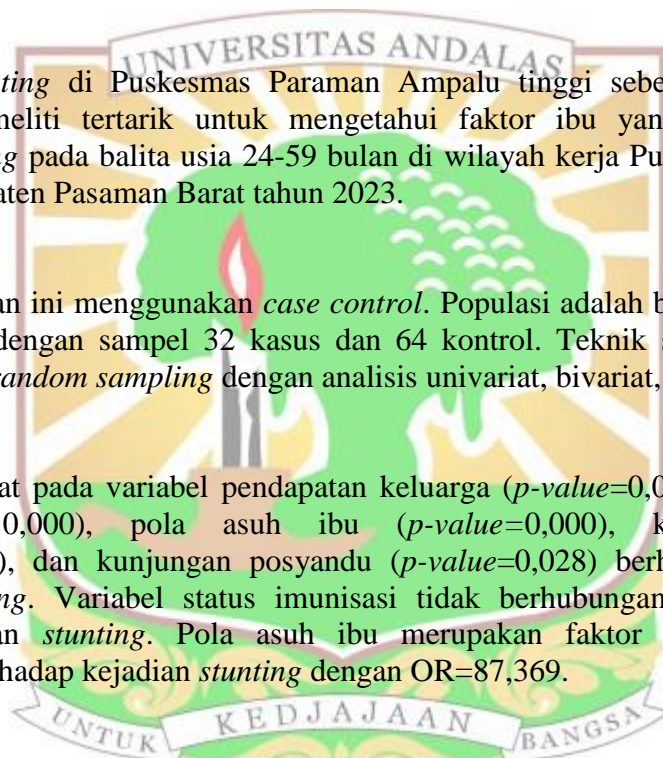 UNIVERSITAS ANDALAS
ting di Puskesmas Paraman Ampalu tinggi sebe
neliti tertarik untuk mengetahui faktor ibu yan
g pada balita usia 24-59 bulan di wilayah kerja Pu
aten Pasaman Barat tahun 2023.
an ini menggunakan case control. Populasi adalah b
dengan sampel 32 kasus dan 64 kontrol. Teknik s
random sampling dengan analisis univariat, bivariat,
at pada variabel pendapatan keluarga (p-value=0,0
0,000), pola asuh ibu (p-value=0,000), k
), dan kunjungan posyandu (p-value=0,028) berh
ng. Variabel status imunisasi tidak berhubungan
an stunting. Pola asuh ibu merupakan faktor
hadap kejadian stunting dengan OR=87,369.
UNTUK KEDJAJAAN BANGSA